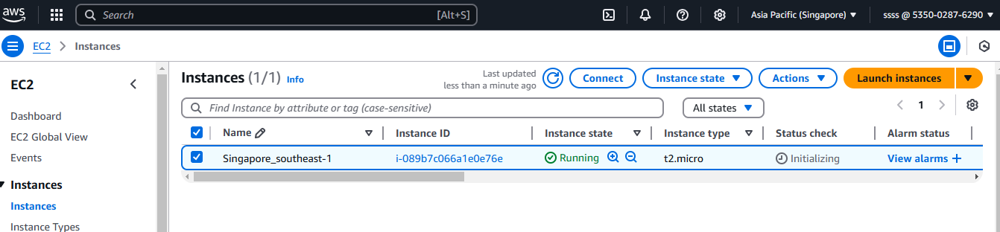 aws Search [Alt+S] Asia Pacific (Singapore) ssss @ 5350-0287-6290
EC2 Instances
EC2
Dashboard
EC2 Global View
Events
Instances
Instances
Instance Types
Instances (1/1) Info
Last updated
less than a minute ago
Connect Instance state Actions Launch instances
Find Instance by attribute or tag (case-sensitive) All states 1
Name Instance ID Instance state Instance type Status check Alarm status
Singapore_southeast-1 i-089b7c066a1e0e76e Running t2.micro Initializing View alarms +